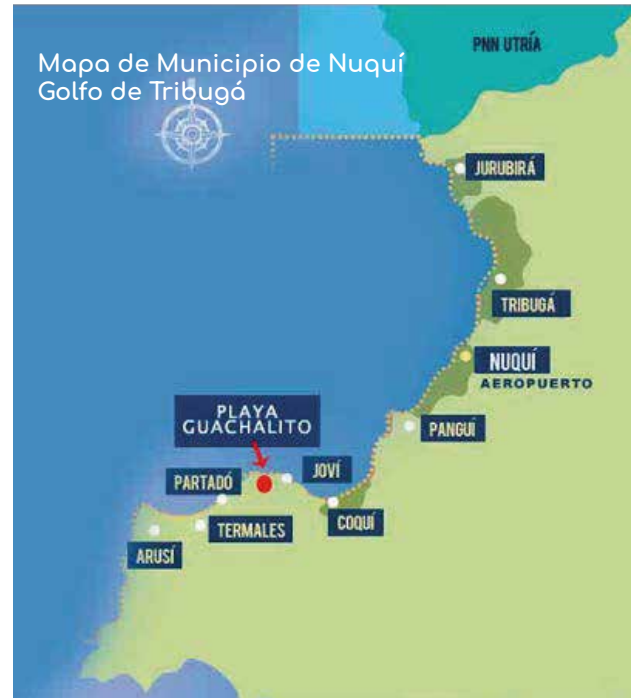 PNN UTRÍA
Mapa de Municipio de Nuquí
Golfo de Tribugá
JURUBIRÁ
TRIBUGÁ
NUQUÍ
AEROPUERTO
PLAYA
GUACHALITO
PANGUÍ
JOVÍ
PARTADÓ
COQUÍ
TERMALES
ARUSÍ